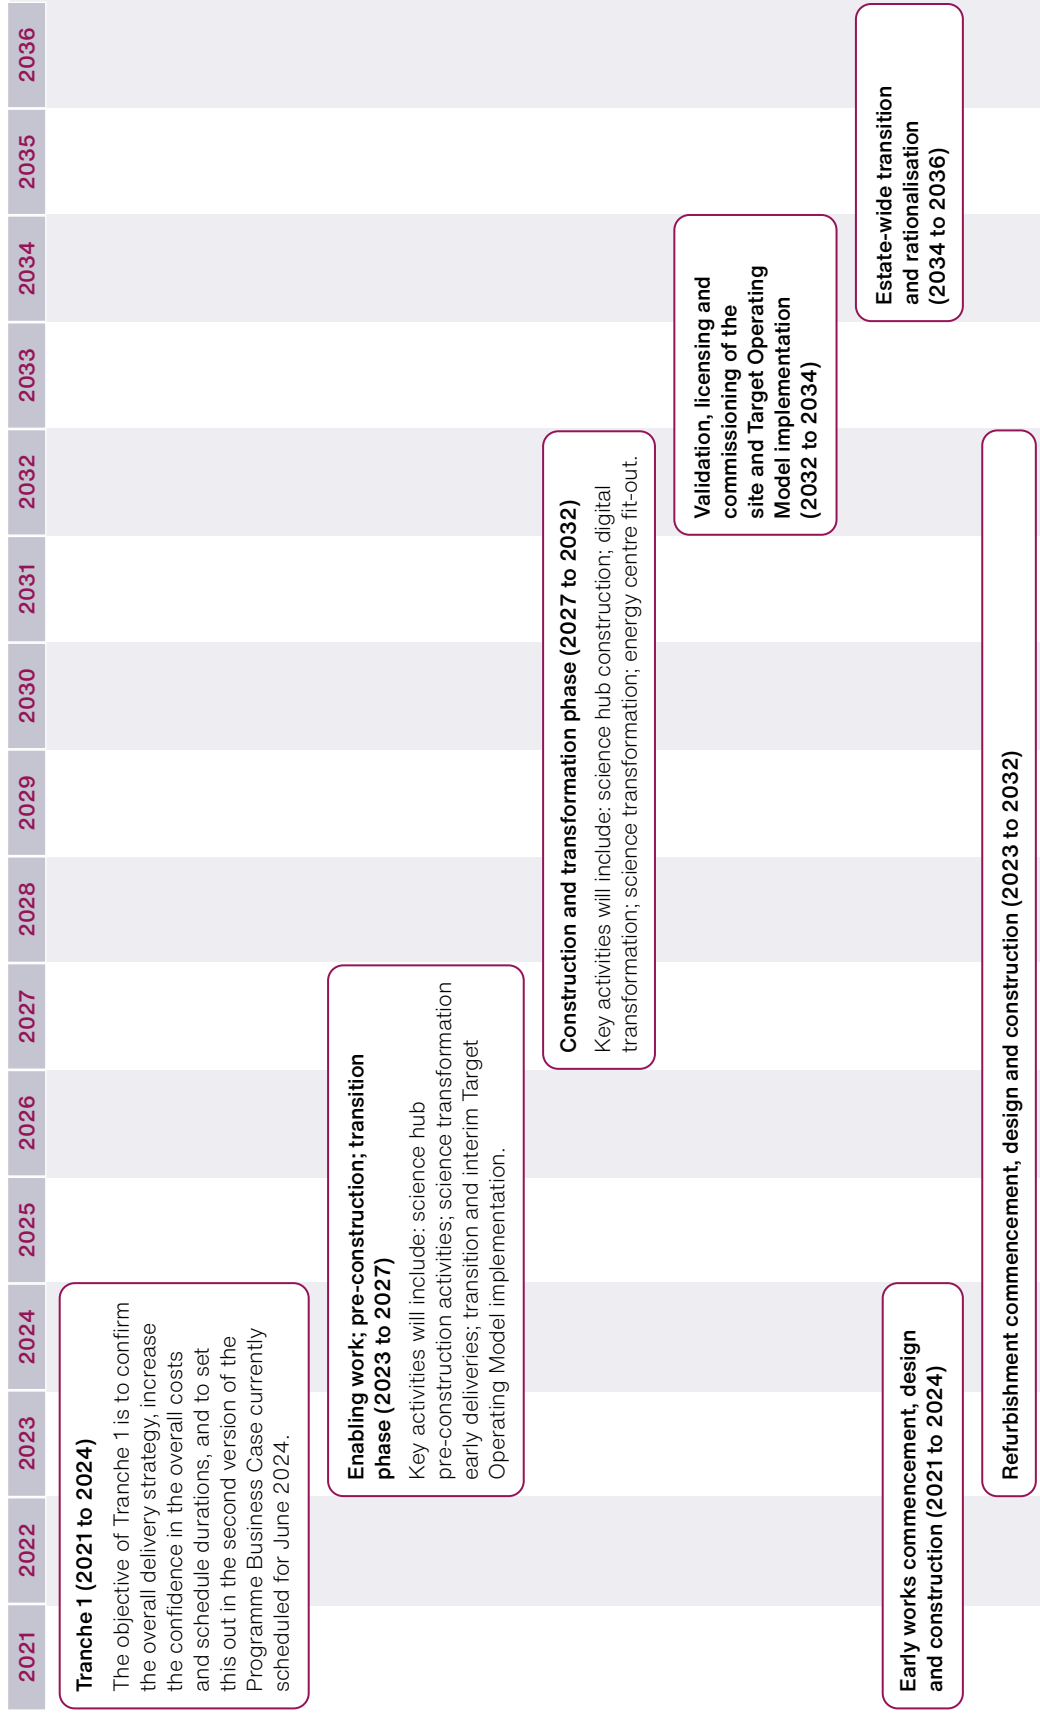 2021
2022
2023
2024
2025
2026
2027
2028
2029
2030
2031
2032
2033
2034
2035
2036
Tranche 1 (2021 to 2024)
The objective of Tranche 1 is to confirm
the overall delivery strategy, increase
the confidence in the overall costs
and schedule durations, and to set
this out in the second version of the
Programme Business Case currently
scheduled for June 2024.
Enabling work; pre-construction; transition
phase (2023 to 2027)
Key activities will include: science hub
pre-construction activities; science transformation
early deliveries; transition and interim Target
Operating Model implementation.
Construction and transformation phase (2027 to 2032)
Key activities will include: science hub construction; digital
transformation; science transformation; energy centre fit-out.
Validation, licensing and
commissioning of the
site and Target Operating
Model implementation
(2032 to 2034)
Estate-wide transition
and rationalisation
(2034 to 2036)
Early works commencement, design
and construction (2021 to 2024)
Refurbishment commencement, design and construction (2023 to 2032)